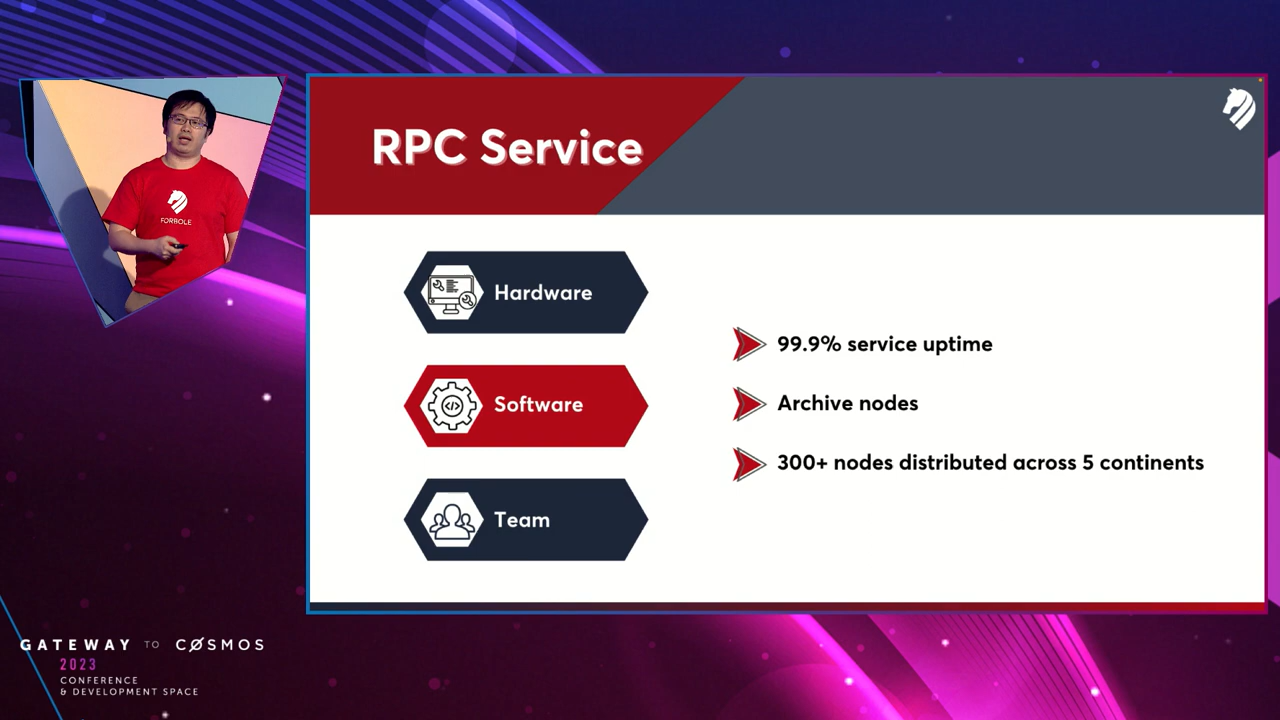 FORBOLE
RPC Service
Hardware
Software
Team
99.9% service uptime
Archive nodes
300+ nodes distributed across 5 continents
GATEWAY TO CØSMOS
2023
CONFERENCE
& DEVELOPMENT SPACE